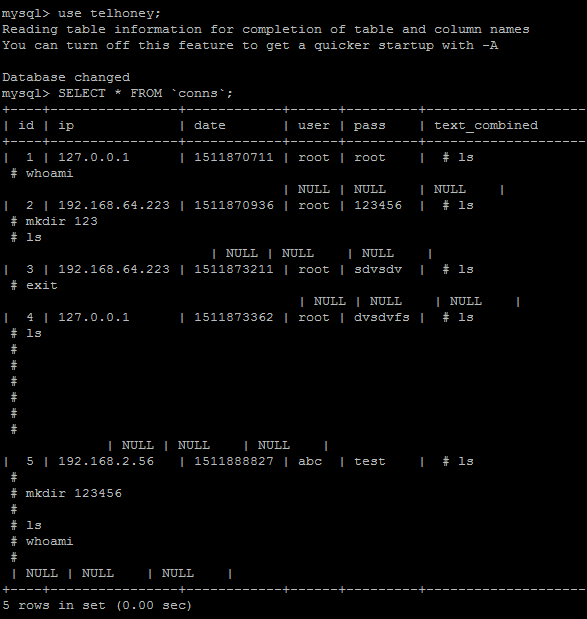 mysql> use telhoney;
Reading table information for completion of table and column names
You can turn off this feature to get a quicker startup with -A
Database changed
mysql> SELECT * FROM `conns`;
+----+----------------+------------+------+---------+--------------------
| id | ip | date | user | pass | text_combined
+----+----------------+------------+------+---------+--------------------
| 1 | 127.0.0.1 | 1511870711 | root | root | # ls
# whoami
| NULL | NULL | NULL |
| 2 | 192.168.64.223 | 1511870936 | root | 123456 | # ls
# mkdir 123
# ls
| NULL | NULL | NULL |
| 3 | 192.168.64.223 | 1511873211 | root | sdvsdv | # ls
# exit
| NULL | NULL | NULL |
| 4 | 127.0.0.1 | 1511873362 | root | dvsdvfs | # ls
# ls
#
#
#
#
#
#
| NULL | NULL | NULL |
| 5 | 192.168.2.56 | 1511888827 | abc | test | # ls
#
# mkdir 123456
#
# ls
# whoami
#
| NULL | NULL | NULL |
+----+----------------+------------+------+---------+--------------------
5 rows in set (0.00 sec)